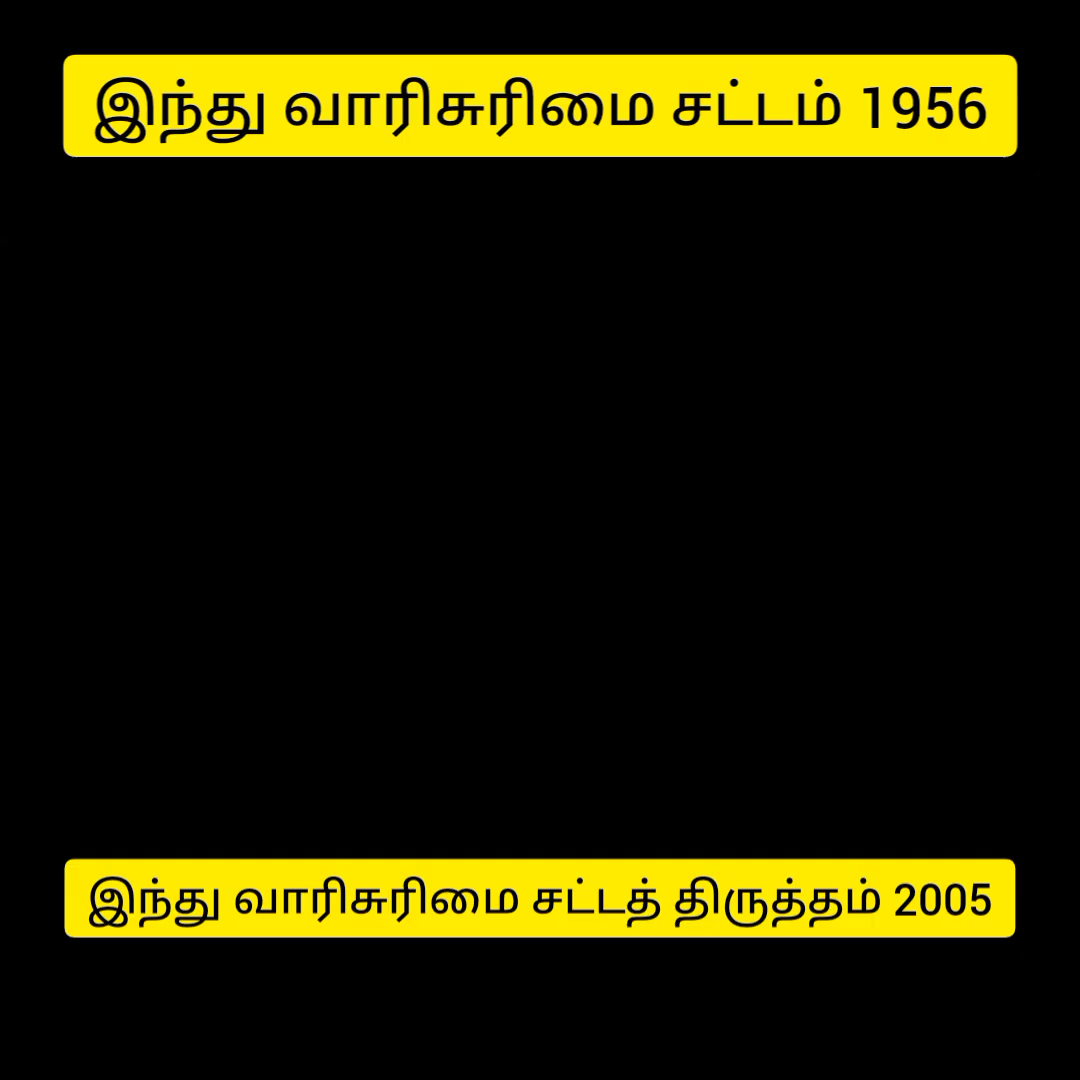 இந்து வாரிசுரிமை சட்டம் 1956
இந்து வாரிசுரிமை சட்டத் திருத்தம் 2005